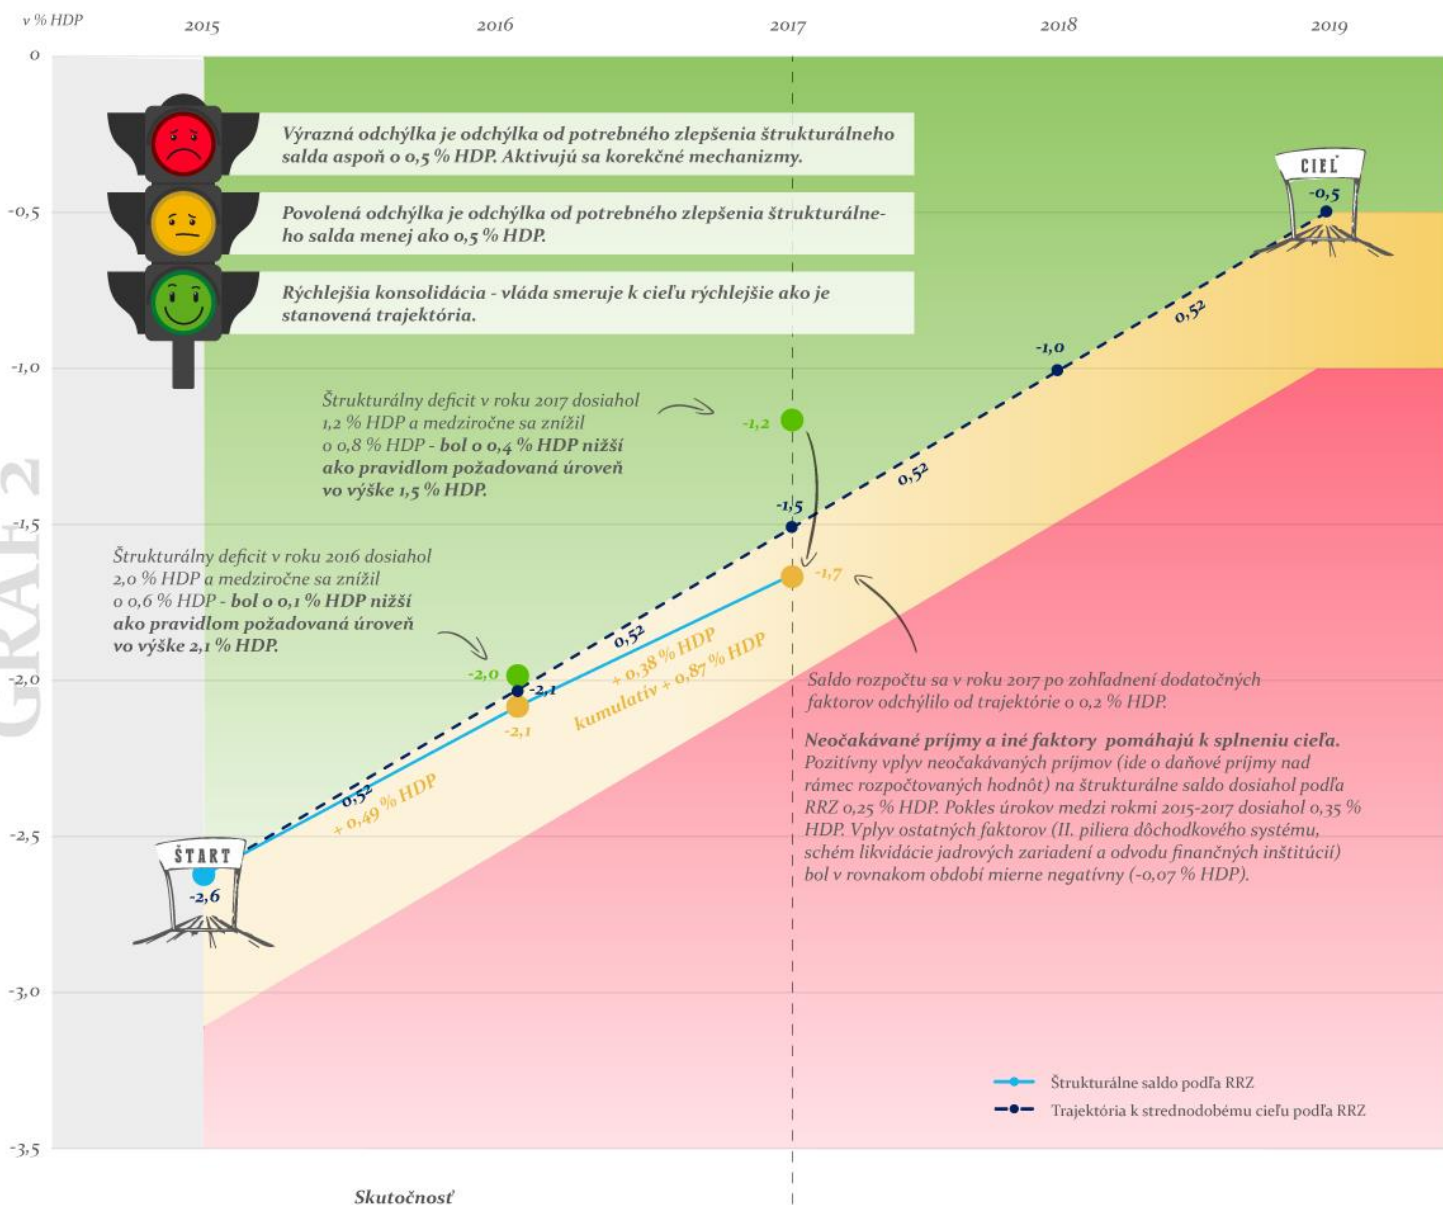 v % HDP
2015
2016
2017
2018
2019
0
-0,5
-1,0
-1,5
-2,0
-2,5
-3,0
-3,5
GRAF 2
Výrazná odchýlka je odchýlka od potrebného zlepšenia štrukturálneho
salda aspoň o 0,5 % HDP. Aktivujú sa korekčné mechanizmy.
Povolená odchýlka je odchýlka od potrebného zlepšenia štrukturálne-
ho salda menej ako 0,5 % HDP.
Rýchlejšia konsolidácia - vláda smeruje k cieľu rýchlejšie ako je
stanovená trajektória.
CIEĽ
-0,5
0,52
-1,0
Štrukturálny deficit v roku 2017 dosiahol
1,2 % HDP a medziročne sa znížil
o 0,8 % HDP - bol o 0,4 % HDP nižší
ako pravidlom požadovaná úroveň
vo výške 1,5 % HDP.
-1,2
0,52
-1,5
Štrukturálny deficit v roku 2016 dosiahol
2,0 % HDP a medziročne sa znížil
o 0,6 % HDP - bol o 0,1 % HDP nižší
ako pravidlom požadovaná úroveň
vo výške 2,1 % HDP.
-1,7
0,52
+ 0,38 % HDP
kumulatív + 0,87 % HDP
-2,0
-2,1
-2,1
0,52
+ 0,49 % HDP
ŠTART
-2,6
Saldo rozpočtu sa v roku 2017 po zohľadnení dodatočných
faktorov odchýlilo od trajektórie o 0,2 % HDP.
Neočakávané príjmy a iné faktory pomáhajú k splneniu cieľa.
Pozitívny vplyv neočakávaných príjmov (ide o daňové príjmy nad
rámec rozpočtovaných hodnôt) na štrukturálne saldo dosiahol podľa
RRZ 0,25 % HDP. Pokles úrokov medzi rokmi 2015-2017 dosiahol 0,35 %
HDP. Vplyv ostatných faktorov (II. piliera dôchodkového systému,
schém likvidácie jadrových zariadení a odvodu finančných inštitúcií)
bol v rovnakom období mierne negatívny (-0,07 % HDP).
Štrukturálne saldo podľa RRZ
Trajektória k strednodobému cieľu podľa RRZ
Skutočnosť